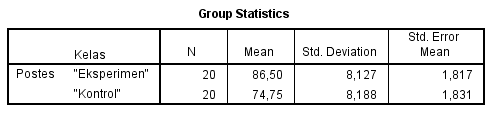 Group Statistics
Kelas N Mean Std. Deviation Std. Error Mean
Postes "Eksperimen" 20 86,50 8,127 1,817
"Kontrol" 20 74,75 8,188 1,831